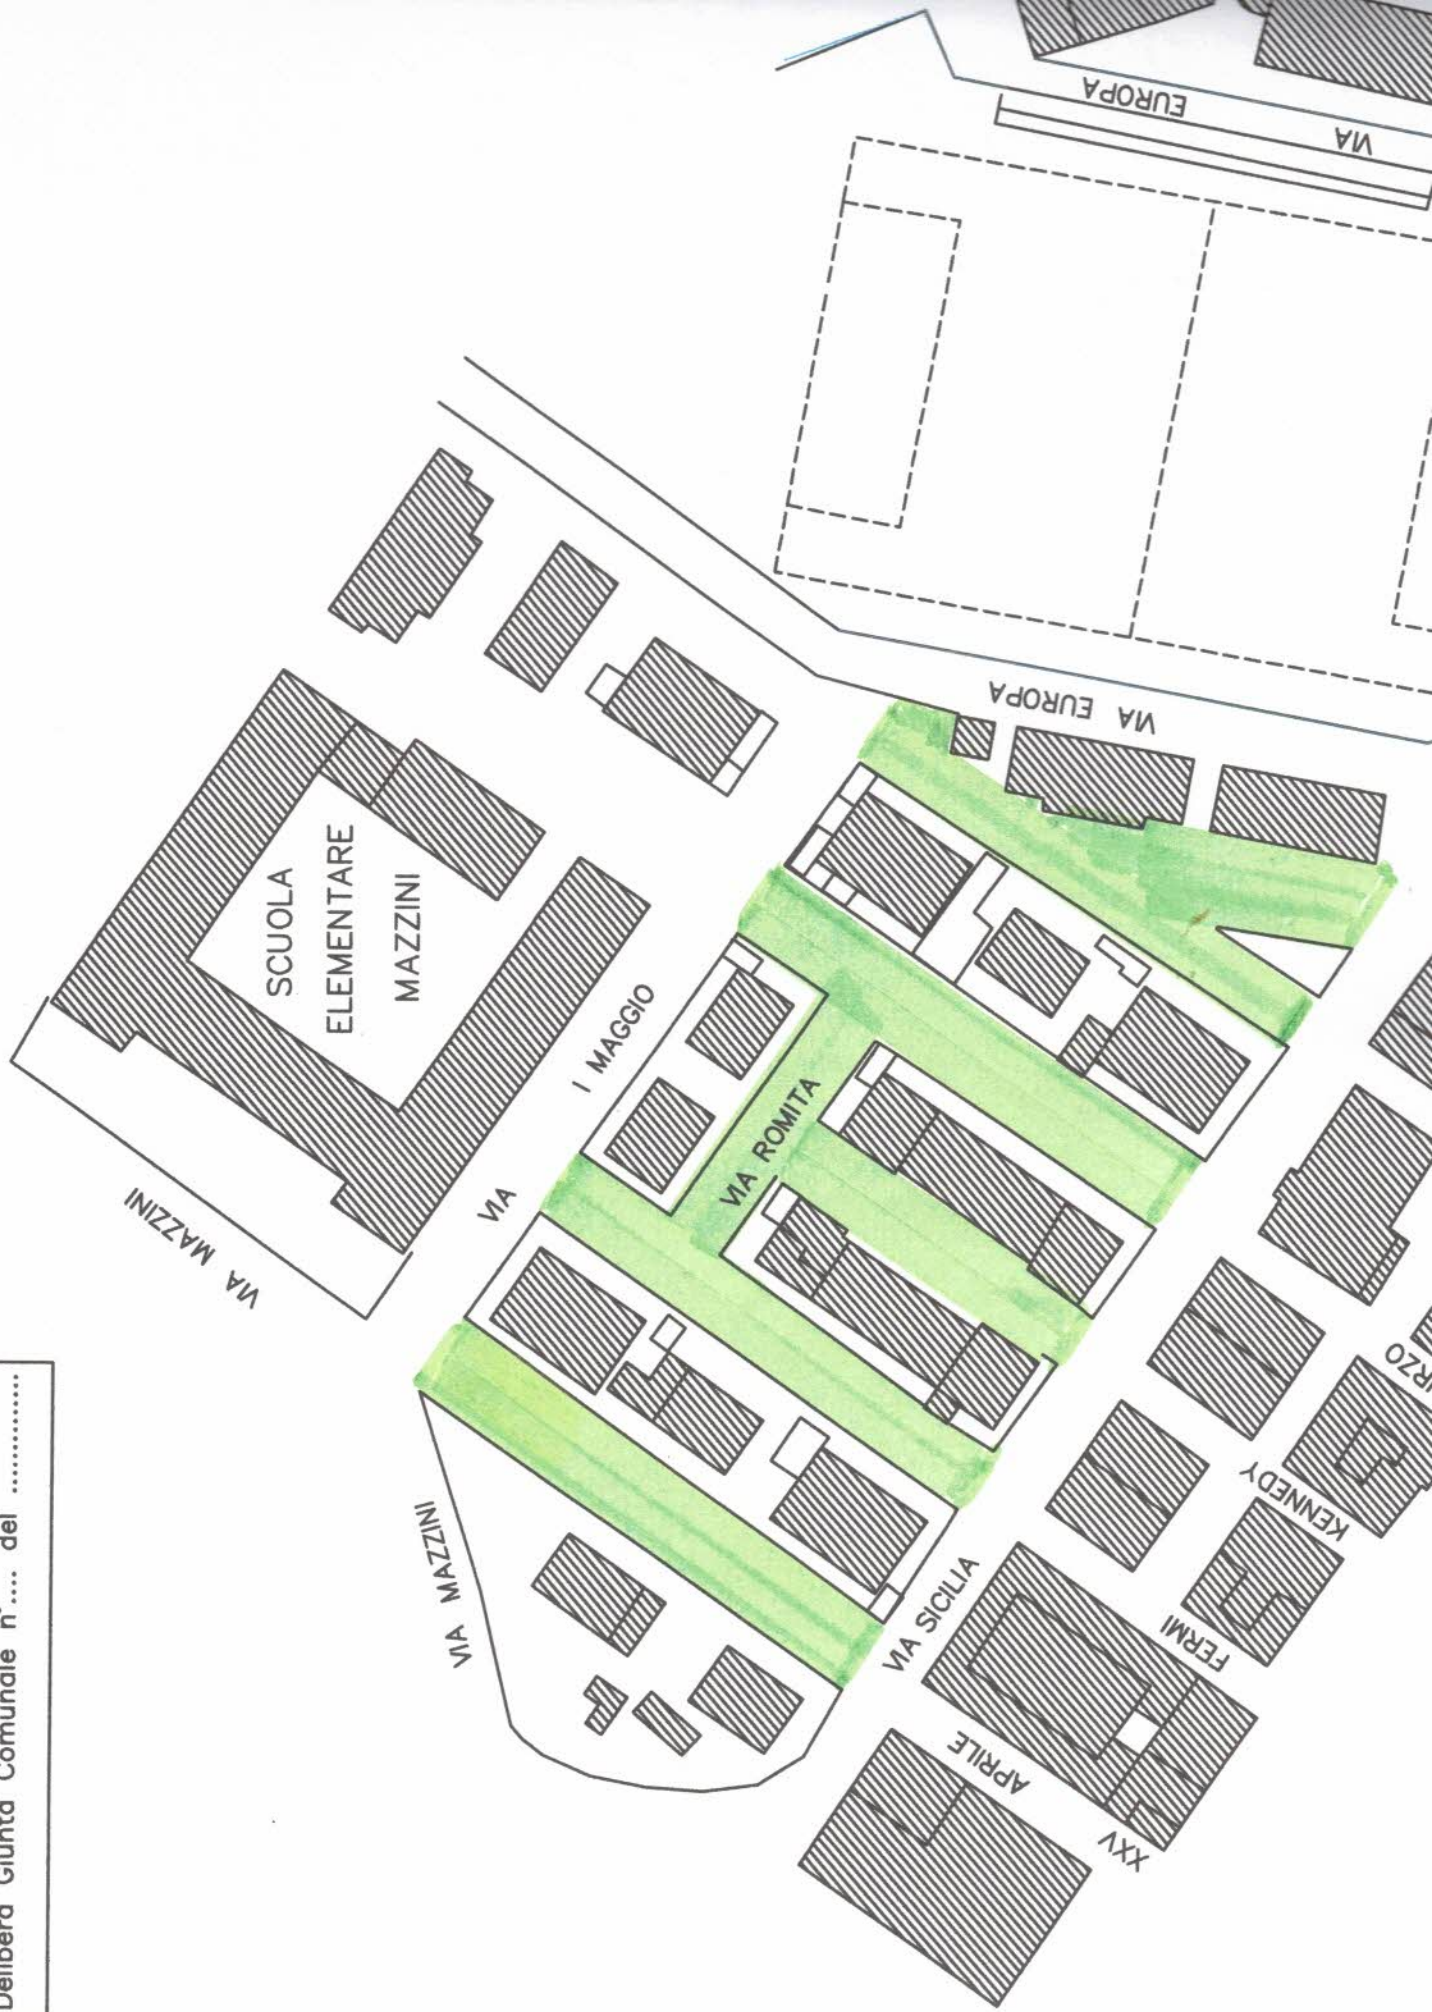 EUROPA
VIA
VIA EUROPA
SCUOLA
ELEMENTARE
MAZZINI
I MAGGIO
VIA
VIA ROMITA
VIA MAZZINI
VIA MAZZINI
VIA SICILIA
KENNEDY
FERMI
APRILE
XXV
Delibera Giunta Comunale n°.... del ................